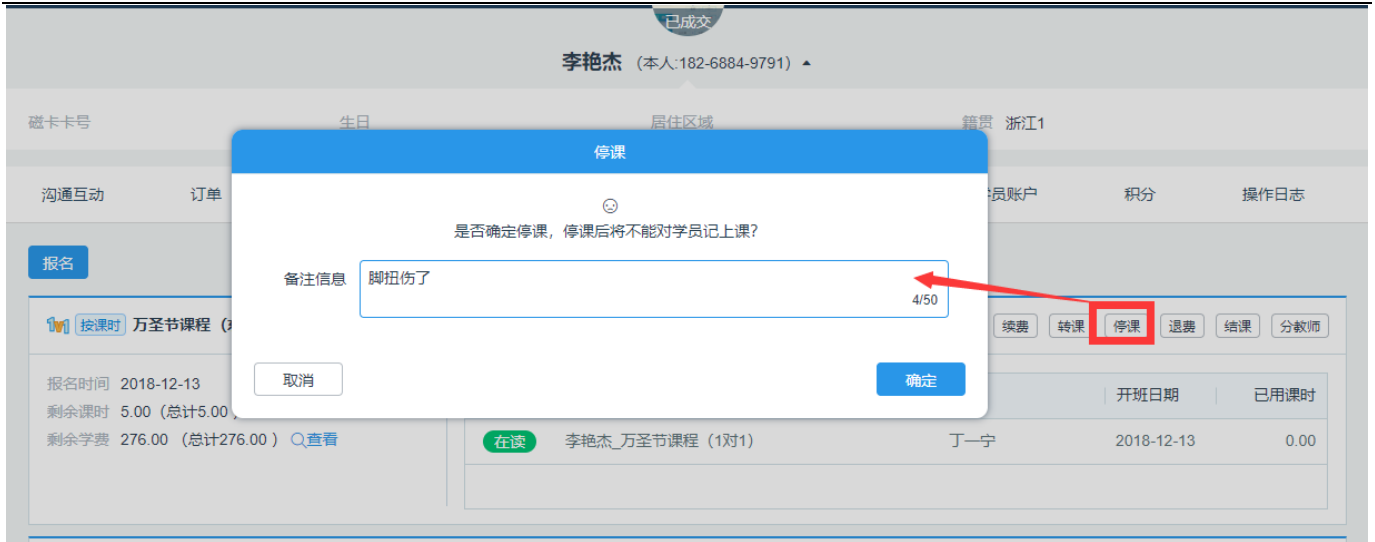 已成交
李艳杰 (本人:182-6884-9791)
磁卡卡号 生日 居住区域 籍贯 浙江1
停课
沟通互动 订单 员账户 积分 操作日志
是否确定停课，停课后将不能对学员记上课?
报名
备注信息 脚扭伤了
4/50
1v1 按课时 万圣节课程 ( 续费 转课 停课 退费 结课 分教师
取消 确定
报名时间 2018-12-13 开班日期 已用课时
剩余课时 5.00 (总计5.00
剩余学费 276.00 (总计276.00 ) 查看 在读 李艳杰_万圣节课程 (1对1) 丁一宁 2018-12-13 0.00